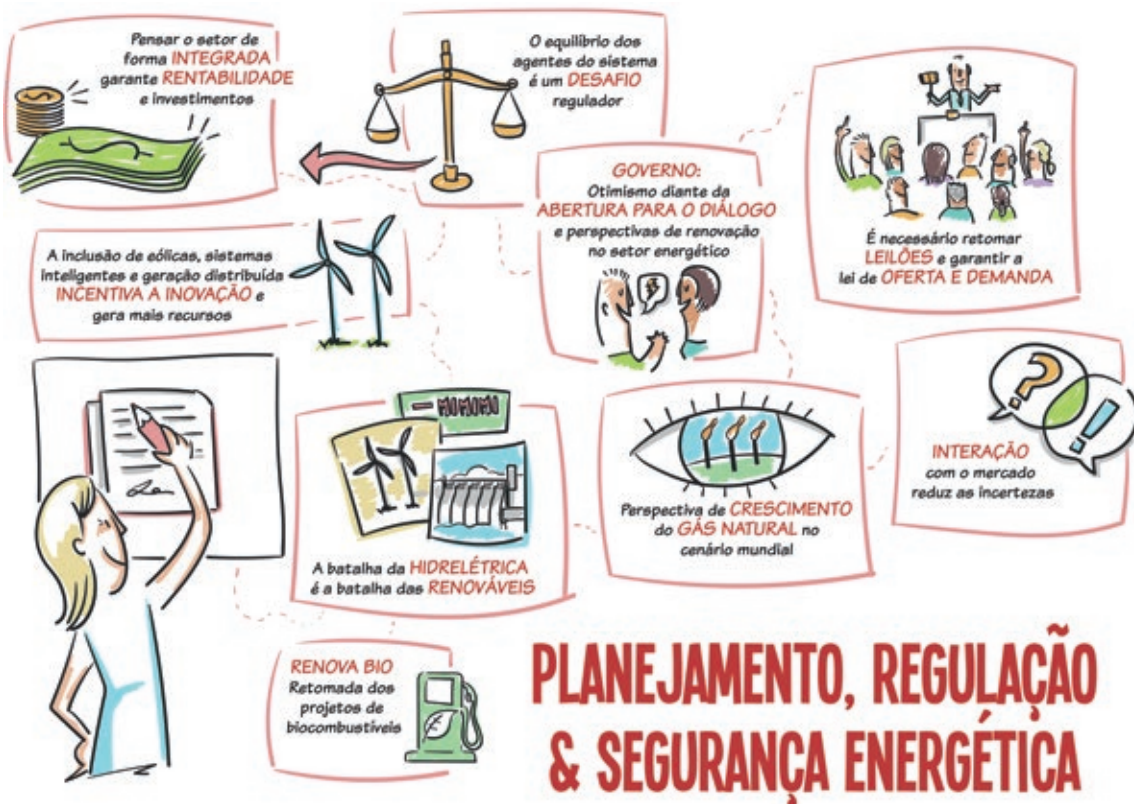 Pensar o setor de
forma INTEGRADA
garante RENTABILIDADE
e investimentos
O equilíbrio dos
agentes do sistema
é um DESAFIO
regulador
GOVERNO:
Otimismo diante da
ABERTURA PARA O DIÁLOGO
e perspectivas de renovação
no setor energético
É necessário retomar
LEILÕES e garantir a
lei de OFERTA E DEMANDA
A inclusão de eólicas, sistemas
inteligentes e geração distribuída
INCENTIVA A INOVAÇÃO e
gera mais recursos
MIMIMI
A batalha da HIDRELÉTRICA
é a batalha das RENOVÁVEIS
Perspectiva de CRESCIMENTO
do GÁS NATURAL no
cenário mundial
?
!
INTERAÇÃO
com o mercado
reduz as incertezas
RENOVA BIO
Retomada dos
projetos de
biocombustíveis
PLANEJAMENTO, REGULAÇÃO
& SEGURANÇA ENERGÉTICA